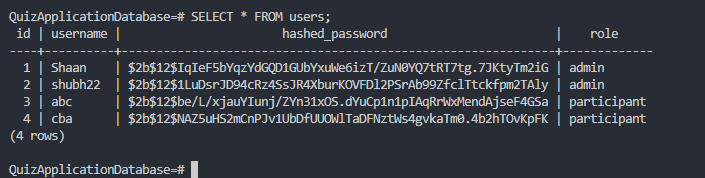 QuizApplicationDatabase=# SELECT * FROM users;
 id | username |                       hashed_password                        |    role
----+----------+--------------------------------------------------------------+-------------
  1 | Shaan    | $2b$12$IqIeF5bYqzYdGQD1GUbYxuWe6izT/ZuN0YQ7tRT7tg.7JKtyTm2iG | admin
  2 | shubh22  | $2b$12$1LuDsrJD94cRz4SsJR4XburKOVFDl2PSrAb99ZfclTtckfpm2TAly | admin
  3 | abc      | $2b$12$be/L/xjauYIunj/ZYn31xOS.dYuCp1n1pIAqRrWxMendAjseF4GSa | participant
  4 | cba      | $2b$12$NAZ5uHS2mCnPJv1UbDfUUOWlTaDFNztWs4gvkaTm0.4b2hTOvKpFK | participant
(4 rows)
QuizApplicationDatabase=#